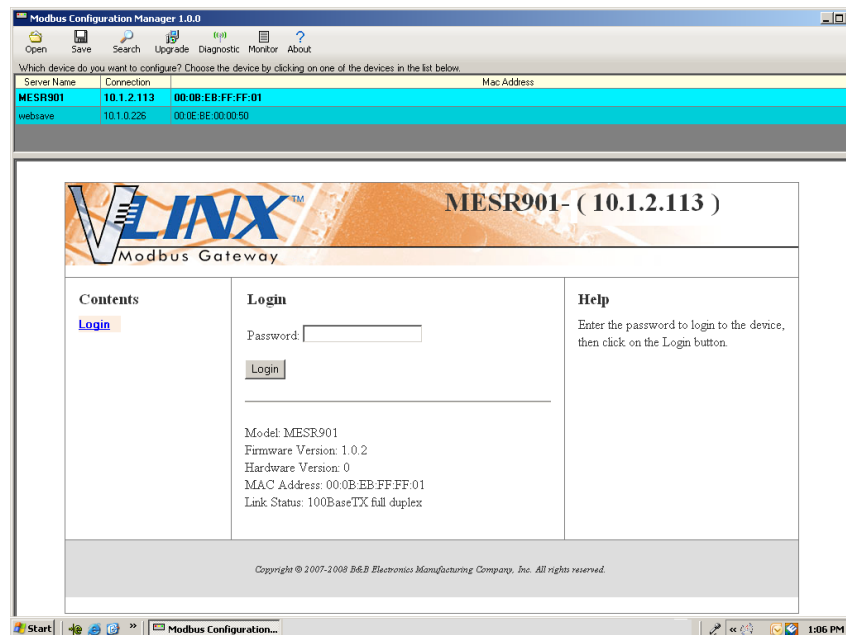 Modbus Configuration Manager 1.0.0
Open Save Search Upgrade Diagnostic Monitor About
Which device do you want to configure? Choose the device by clicking on one of the devices in the list below.
Server Name Connection Mac Address
MESR901 10.1.2.113 00:0B:EB:FF:FF:01
websave 10.1.0.226 00:0E:BE:00:00:50
VLINX™
Modbus Gateway
MESR901- ( 10.1.2.113 )
Contents
Login
Login
Password:
Login
Model: MESR901
Firmware Version: 1.0.2
Hardware Version: 0
MAC Address: 00:0B:EB:FF:FF:01
Link Status: 100BaseTX full duplex
Help
Enter the password to login to the device,
then click on the Login button.
Copyright © 2007-2008 B&B Electronics Manufacturing Company, Inc. All rights reserved.
Start » Modbus Configuration... « 1:06 PM